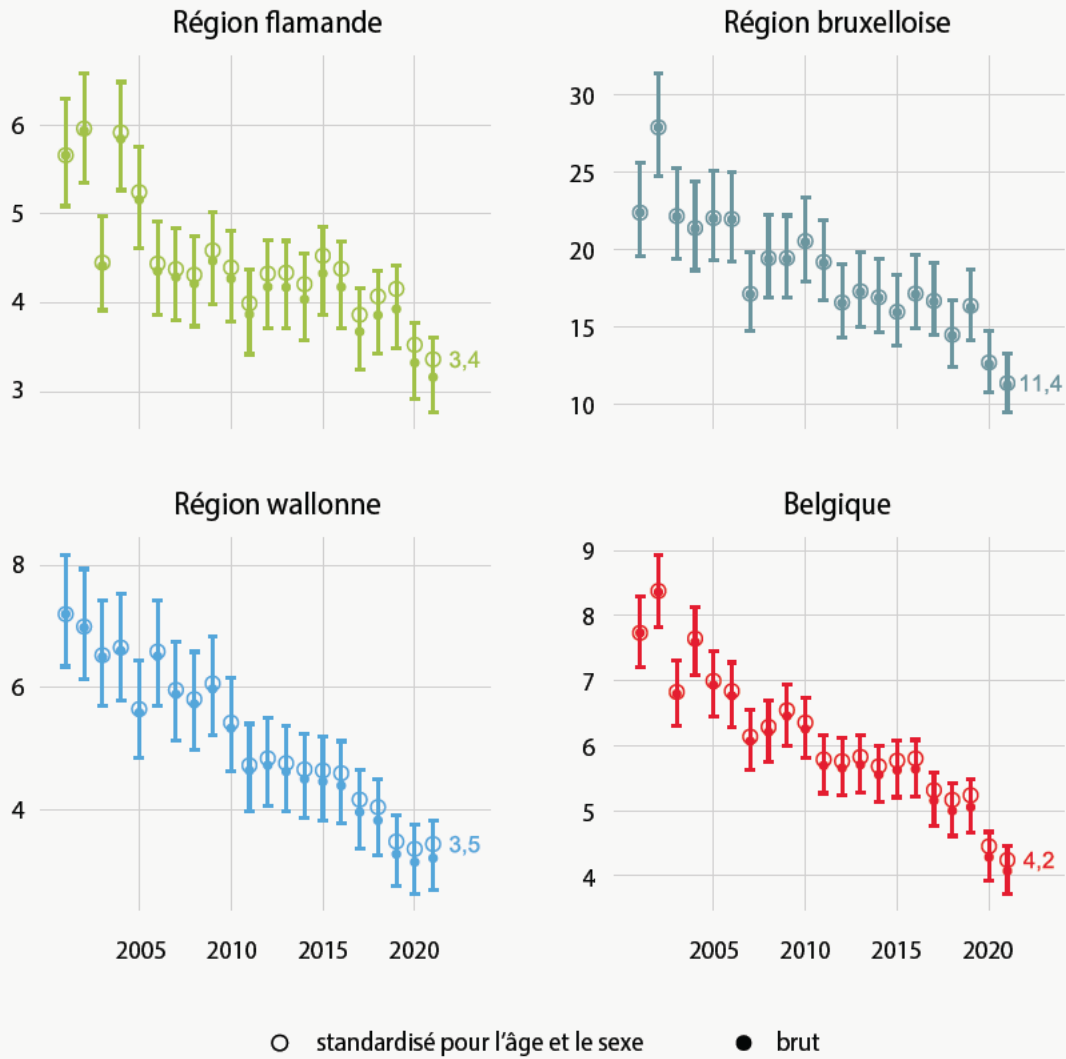 Région flamande
6
5
4
3
3,4
Région bruxelloise
30
25
20
15
10
11,4
Région wallonne
8
6
4
3,5
2005 2010 2015 2020
Belgique
9
8
7
6
5
4
4,2
2005 2010 2015 2020
standardisé pour l'âge et le sexe
brut